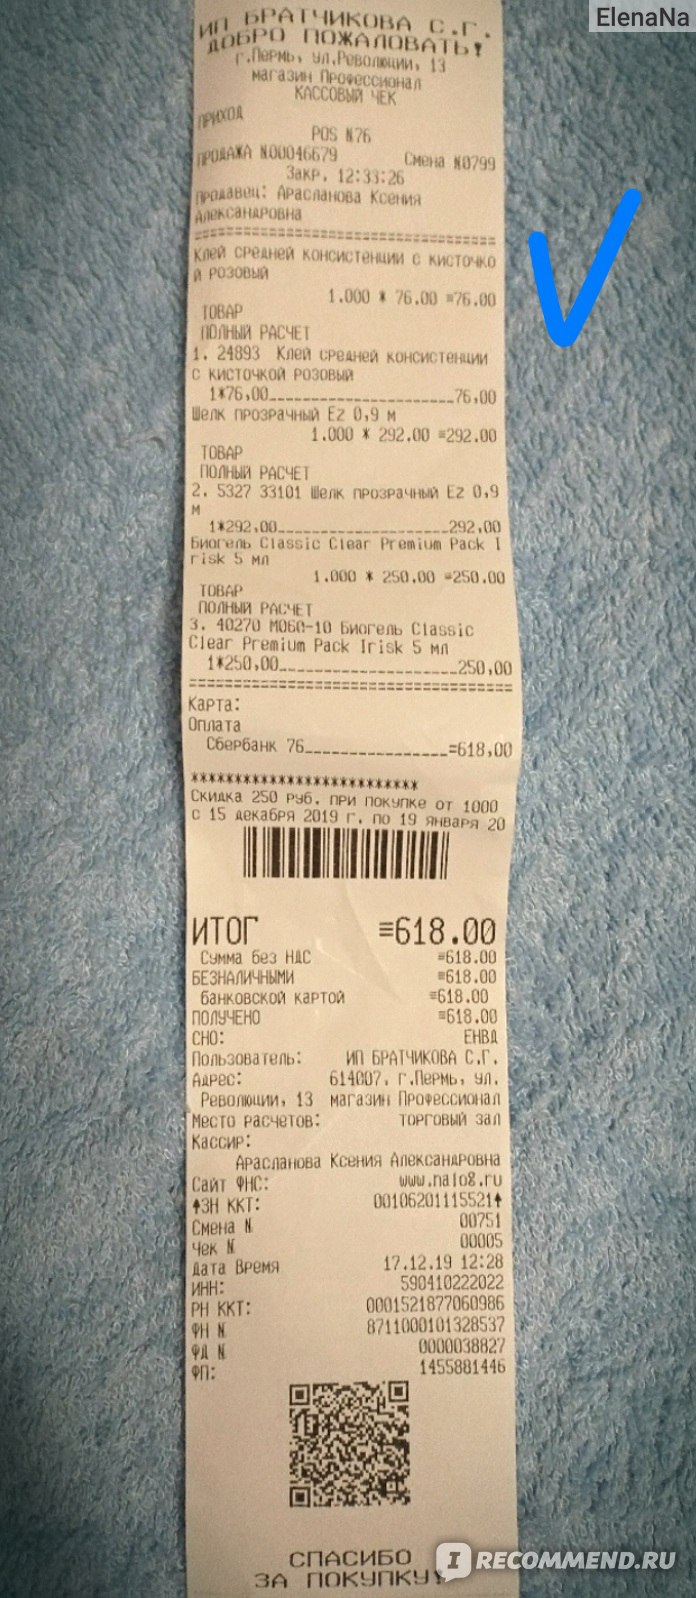 ElenaNa
ИП БРАТЧИКОВА С.Г.
ДОБРО ПОЖАЛОВАТЬ!
г.Пермь, ул.Революции, 13
магазин Профессионал
КАССОВЫЙ ЧЕК
ПРИХОД
POS N76
ПРОДАЖА N00046679 Смена N0799
Закр. 12:33:26
Продавец: Арасланова Ксения
Александровна
================================
Клей средней консистенции с кисточко
й розовый
1.000 * 76.00 =76.00
ТОВАР
ПОЛНЫЙ РАСЧЕТ
1. 24893 Клей средней консистенции
с кисточкой розовый
1*76,00____________________76,00
Шелк прозрачный Ez 0,9 м
1.000 * 292.00 =292.00
ТОВАР
ПОЛНЫЙ РАСЧЕТ
2. 5327 33101 Шелк прозрачный Ez 0,9
м
1*292,00__________________292,00
Биогель Classic Clear Premium Pack I
risk 5 мл
1.000 * 250.00 =250.00
ТОВАР
ПОЛНЫЙ РАСЧЕТ
3. 40270 М060-10 Биогель Classic
Clear Premium Pack Irisk 5 мл
1*250,00__________________250,00
================================
Карта:
Оплата
Сбербанк 76_______________=618,00
***************************
Скидка 250 руб. при покупке от 1000
с 15 декабря 2019 г. по 19 января 20
ИТОГ =618.00
Сумма без НДС =618.00
БЕЗНАЛИЧНЫМИ =618.00
банковской картой =618.00
ПОЛУЧЕНО =618.00
СНО: ЕНВД
Пользователь: ИП БРАТЧИКОВА С.Г.
Адрес: 614007, г.Пермь, ул.
Революции, 13 магазин Профессионал
Место расчетов: торговый зал
Кассир:
Арасланова Ксения Александровна
Сайт ФНС: www.nalog.ru
↑ЗН ККТ: 00106201115521↑
Смена N 00751
Чек N 00005
Дата Время 17.12.19 12:28
ИНН: 590410222022
РН ККТ: 0001521877060986
ФН N 8711000101328537
ФД N 0000038827
ФП: 1455881446
СПАСИБО
ЗА ПОКУПКУ!
IRECOMMEND.RU